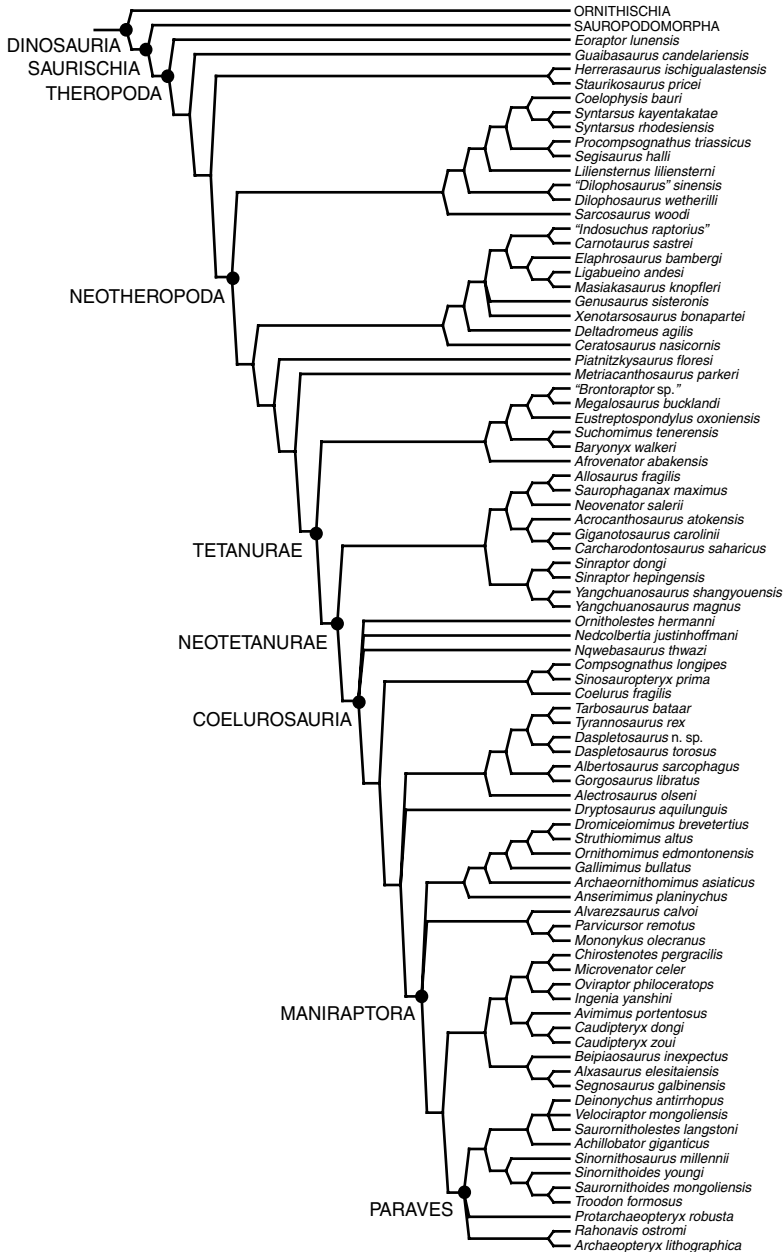 ORNITHISCHIA
SAUROPODOMORPHA
DINOSAURIA
Eoraptor lunensis
Guaibasaurus candelariensis
SAURISCHIA
Herrerasaurus ischigualastensis
Staurikosaurus pricei
THEROPODA
Coelophysis bauri
Syntarsus kayentakatae
Syntarsus rhodesiensis
Procompsognathus triassicus
Segisaurus halli
Liliensternus liliensterni
“Dilophosaurus” sinensis
Dilophosaurus wetherilli
Sarcosaurus woodi
“Indosuchus raptorius”
Carnotaurus sastrei
Elaphrosaurus bambergi
Ligabueino andesi
Masiakasaurus knopfleri
NEOTHEROPODA
Genusaurus sisteronis
Xenotarsosaurus bonapartei
Deltadromeus agilis
Ceratosaurus nasicornis
Piatnitzkysaurus floresi
Metriacanthosaurus parkeri
“Brontoraptor sp.”
Megalosaurus bucklandi
Eustreptospondylus oxoniensis
Suchomimus tenerensis
Baryonyx walkeri
Afrovenator abakensis
Allosaurus fragilis
Saurophaganax maximus
Neovenator salerii
Acrocanthosaurus atokensis
Giganotosaurus carolinii
Carcharodontosaurus saharicus
TETANURAE
Sinraptor dongi
Sinraptor hepingensis
Yangchuanosaurus shangyouensis
Yangchuanosaurus magnus
Ornitholestes hermanni
Nedcolbertia justinhoffmani
NEOTETANURAE
Nqwebasaurus thwazi
Compsognathus longipes
Sinosauropteryx prima
Coelurus fragilis
Tarbosaurus bataar
COELUROSAURIA
Tyrannosaurus rex
Daspletosaurus n. sp.
Daspletosaurus torosus
Albertosaurus sarcophagus
Gorgosaurus libratus
Alectrosaurus olseni
Dryptosaurus aquilunguis
Dromiceiomimus brevetertius
Struthiomimus altus
Ornithomimus edmontonensis
Gallimimus bullatus
Archaeornithomimus asiaticus
Anserimimus planinychus
Alvarezsaurus calvoi
Parvicursor remotus
Mononykus olecranus
Chirostenotes pergracilis
Microvenator celer
Oviraptor philoceratops
Ingenia yanshini
MANIRAPTORA
Avimimus portentosus
Caudipteryx dongi
Caudipteryx zoui
Beipiaosaurus inexpectus
Alxasaurus elesitaiensis
Segnosaurus galbinensis
Deinonychus antirrhopus
Velociraptor mongoliensis
Saurornitholestes langstoni
Achillobator giganticus
Sinornithosaurus millennii
Sinornithoides youngi
Saurornithoides mongoliensis
Troodon formosus
PARAVES
Protarchaeopteryx robusta
Rahonavis ostromi
Archaeopteryx lithographica